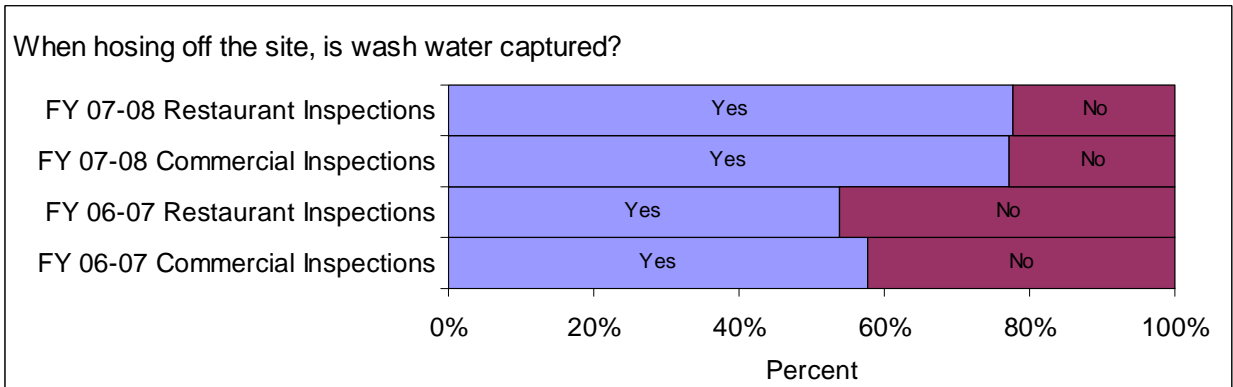 When hosing off the site, is wash water captured?
FY 07-08 Restaurant Inspections Yes No
FY 07-08 Commercial Inspections Yes No
FY 06-07 Restaurant Inspections Yes No
FY 06-07 Commercial Inspections Yes No
0% 20% 40% 60% 80% 100%
Percent